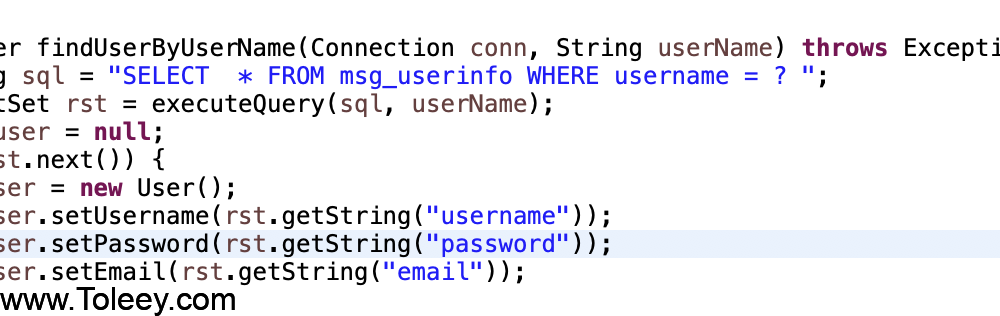 er findUserByUserName(Connection conn, String userName) throws Excepti
g sql = "SELECT  * FROM msg_userinfo WHERE username = ? ";
tSet rst = executeQuery(sql, userName);
user = null;
st.next()) {
ser = new User();
ser.setUsername(rst.getString("username"));
ser.setPassword(rst.getString("password"));
ser.setEmail(rst.getString("email"));
www.Toleey.com